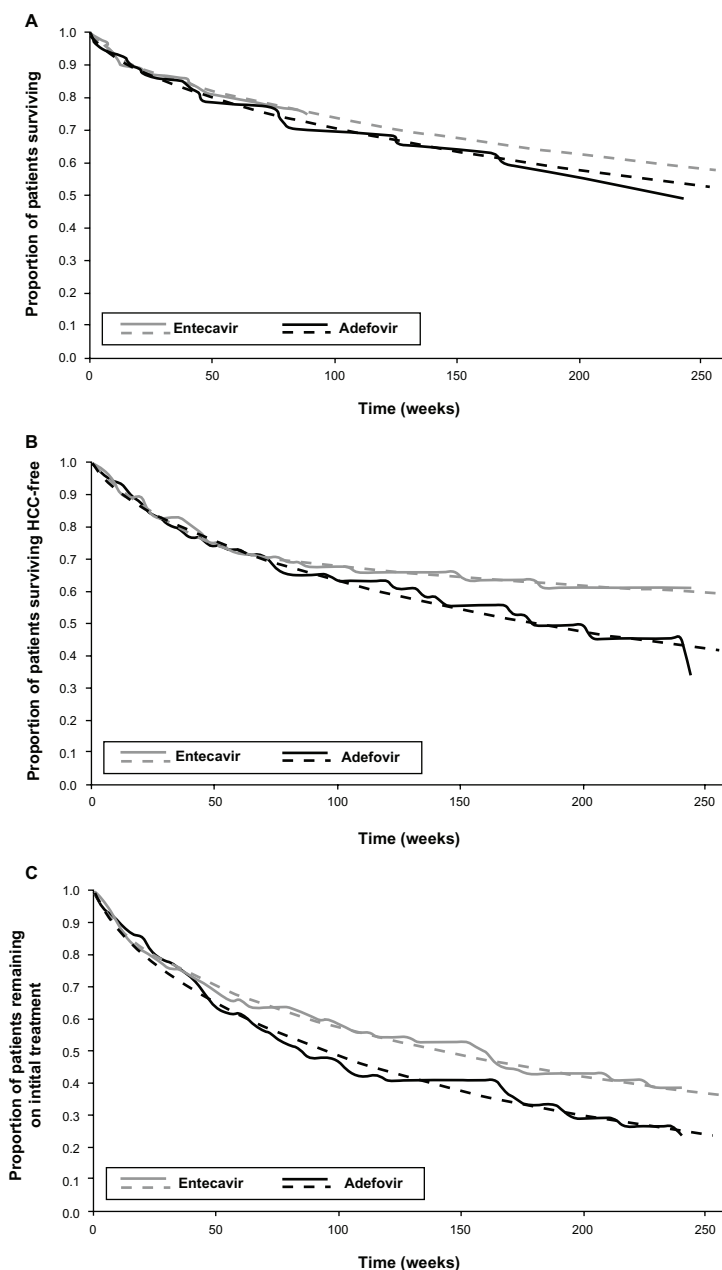 A
Proportion of patients surviving
1.0
0.9
0.8
0.7
0.6
0.5
0.4
0.3
0.2
0.1
0.0
Entecavir Adefovir
0 50 100 150 200 250
Time (weeks)
B
Proportion of patients surviving HCC-free
1.0
0.9
0.8
0.7
0.6
0.5
0.4
0.3
0.2
0.1
0.0
Entecavir Adefovir
0 50 100 150 200 250
Time (weeks)
C
Proportion of patients remaining
on intital treatment
1.0
0.9
0.8
0.7
0.6
0.5
0.4
0.3
0.2
0.1
0.0
Entecavir Adefovir
0 50 100 150 200 250
Time (weeks)